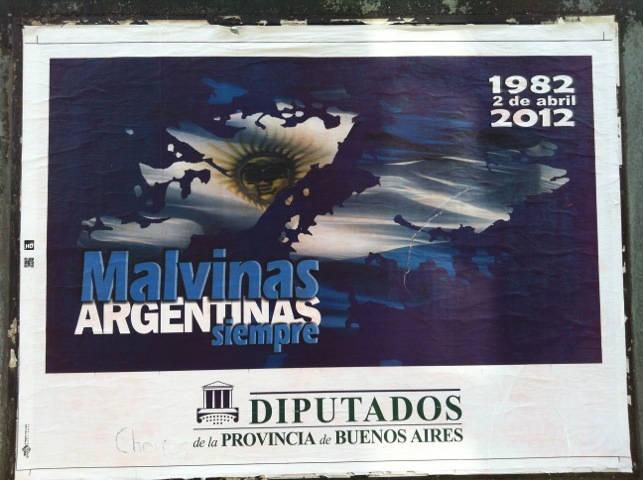 1982
2 de abril
2012
Malvinas
ARGENTINAS
siempre
DIPUTADOS
de la PROVINCIA de BUENOS AIRES